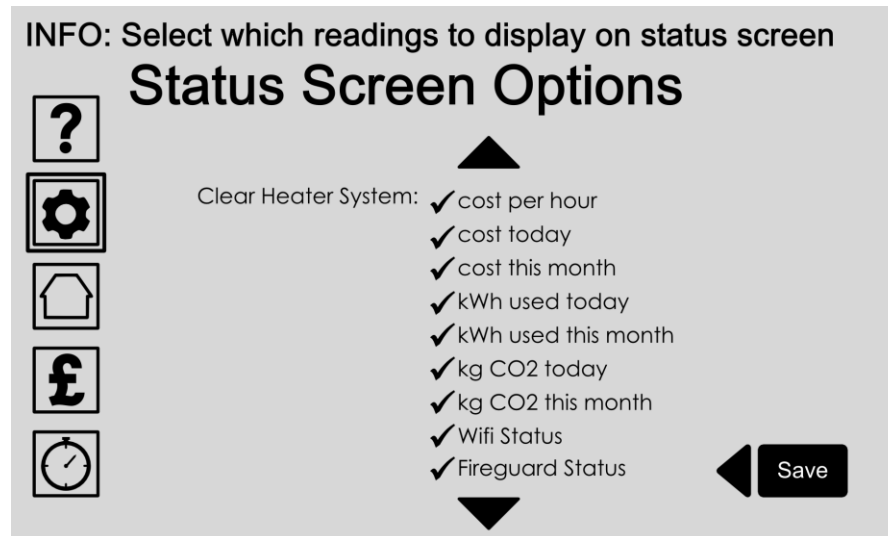 INFO: Select which readings to display on status screen
Status Screen Options
?
Clear Heater System: ✓ cost per hour
✓ cost today
✓ cost this month
✓ kWh used today
✓ kWh used this month
✓ kg CO2 today
✓ kg CO2 this month
✓ Wifi Status
✓ Fireguard Status
£
Save